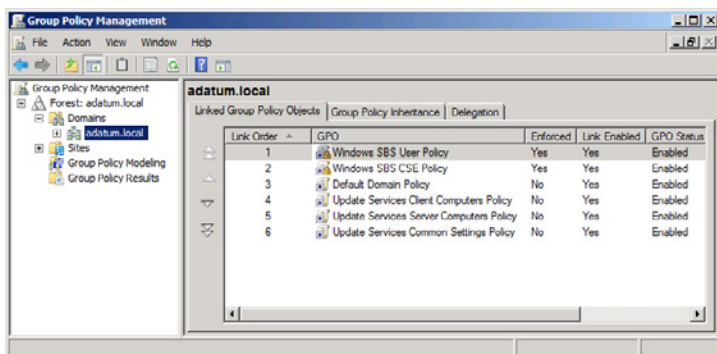 Group Policy Management
File Action View Window Help
Group Policy Management
Forest: adatum.local
Domains
adatum.local
Sites
Group Policy Modeling
Group Policy Results
adatum.local
Linked Group Policy Objects Group Policy Inheritance Delegation
Link Order GPO Enforced Link Enabled GPO Status
1 Windows SBS User Policy Yes Yes Enabled
2 Windows SBS CSE Policy Yes Yes Enabled
3 Default Domain Policy No Yes Enabled
4 Update Services Client Computers Policy No Yes Enabled
5 Update Services Server Computers Policy No Yes Enabled
6 Update Services Common Settings Policy No Yes Enabled